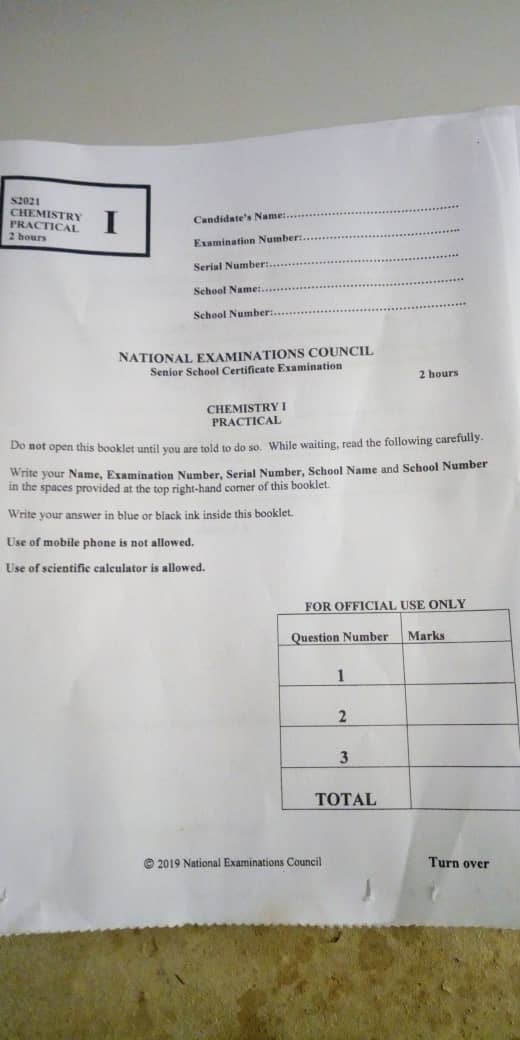 S2021
CHEMISTRY
PRACTICAL
2 hours
I
Candidate's Name:
Examination Number:
Serial Number:
School Name:
School Number:
NATIONAL EXAMINATIONS COUNCIL
Senior School Certificate Examination
2 hours
CHEMISTRY I
PRACTICAL
Do not open this booklet until you are told to do so. While waiting, read the following carefully.
Write your Name, Examination Number, Serial Number, School Name and School Number
in the spaces provided at the top right-hand corner of this booklet.
Write your answer in blue or black ink inside this booklet.
Use of mobile phone is not allowed.
Use of scientific calculator is allowed.
FOR OFFICIAL USE ONLY
Question Number Marks
1
2
3
TOTAL
© 2019 National Examinations Council
Turn over